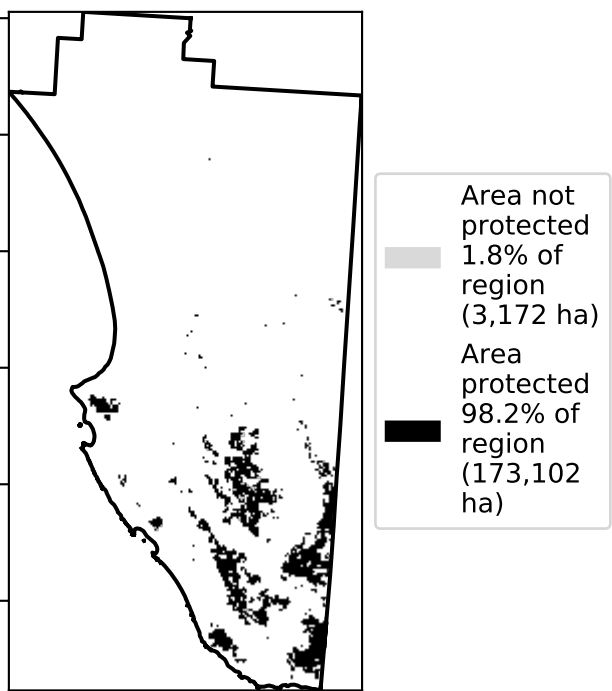 Area not
protected
1.8% of
region
(3,172 ha)
Area
protected
98.2% of
region
(173,102
ha)